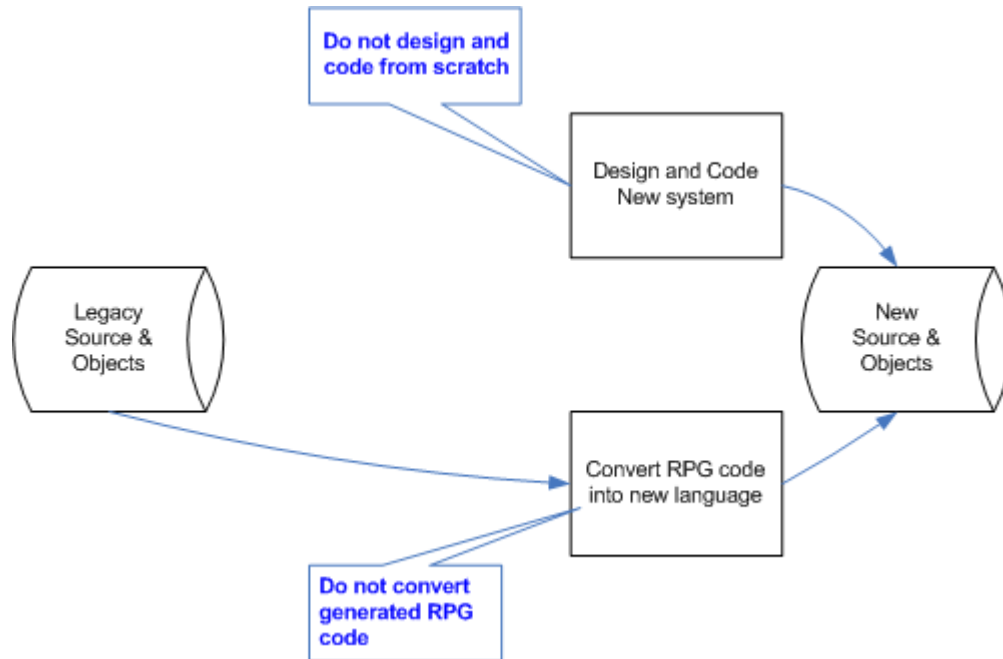 Do not design and
code from scratch
Design and Code
New system
Legacy
Source &
Objects
New
Source &
Objects
Convert RPG code
into new language
Do not convert
generated RPG
code